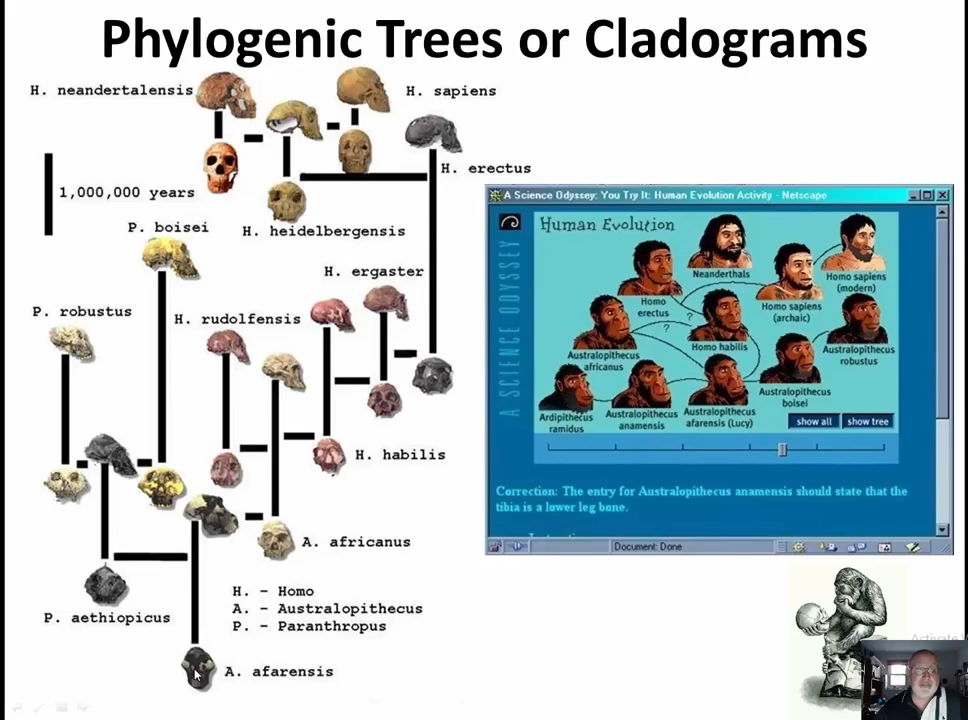 Phylogenic Trees or Cladograms
H. neandertalensis
H. sapiens
H. erectus
1,000,000 years
P. boisei
H. heidelbergensis
H. ergaster
P. robustus
H. rudolfensis
H. habilis
A. africanus
H. - Homo
A. - Australopithecus
P. - Paranthropus
P. aethiopicus
A. afarensis
A Science Odyssey: You Try It: Human Evolution Activity - Netscape
A SCIENCE ODYSSEY
Human Evolution
Neanderthals
Homo sapiens
(modern)
Homo
erectus
Homo sapiens
(archaic)
?
?
Homo habilis
Australopithecus
africanus
Australopithecus
robustus
Australopithecus
boisei
Ardipithecus
ramidus
Australopithecus
anamensis
Australopithecus
afarensis (Lucy)
show all
show tree
Correction: The entry for Australopithecus anamensis should state that the
tibia is a lower leg bone.
Document: Done
Activate